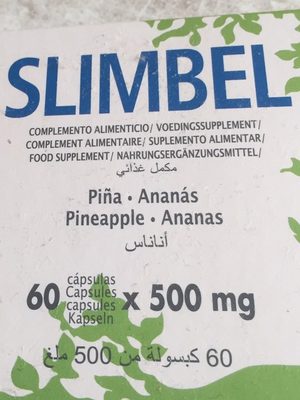 SLIMBEL
COMPLEMENTO ALIMENTICIO/ VOEDINGSSUPPLEMENT/
COMPLEMENT ALIMENTAIRE/ SUPLEMENTO ALIMENTAR/
FOOD SUPPLEMENT/ NAHRUNGSERGÄNZUNGSMITTEL/
مكمل غذائي
Piña • Ananás
Pineapple • Ananas
أناناس
cápsulas
Capsules
60 capsules x 500 mg
Kapseln
60 كبسولة من 500 ملغ